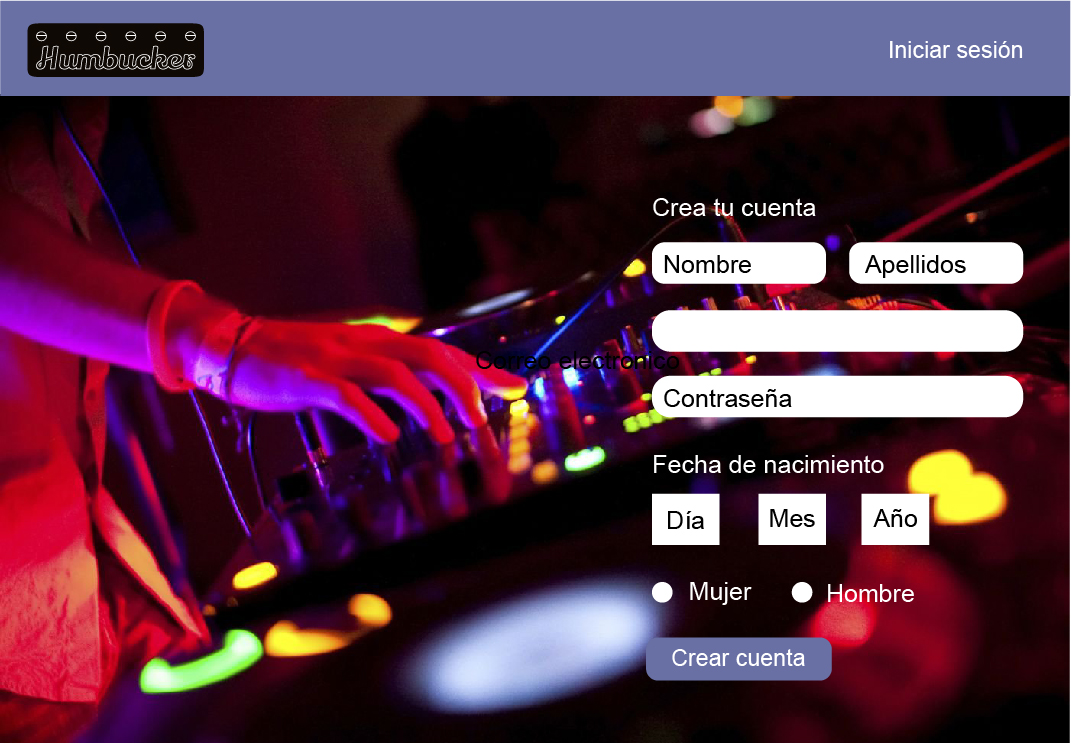 Humbucker
Iniciar sesión
Crea tu cuenta
Nombre
Apellidos
Correo electronico
Contraseña
Fecha de nacimiento
Día
Mes
Año
Mujer
Hombre
Crear cuenta